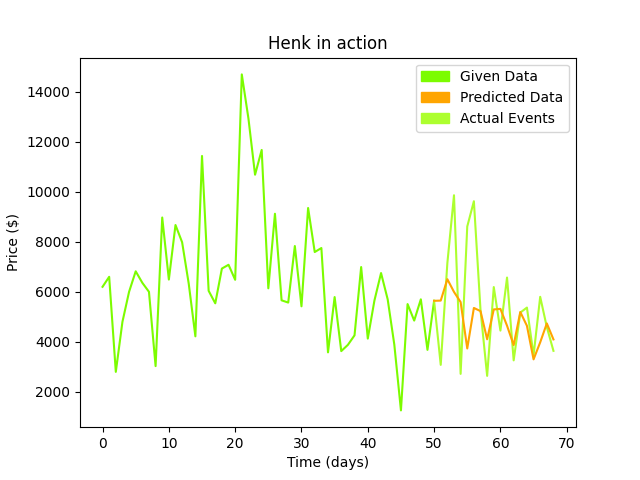 Henk in action
Given Data
Predicted Data
Actual Events
Price ($)
14000
12000
10000
8000
6000
4000
2000
0 10 20 30 40 50 60 70
Time (days)